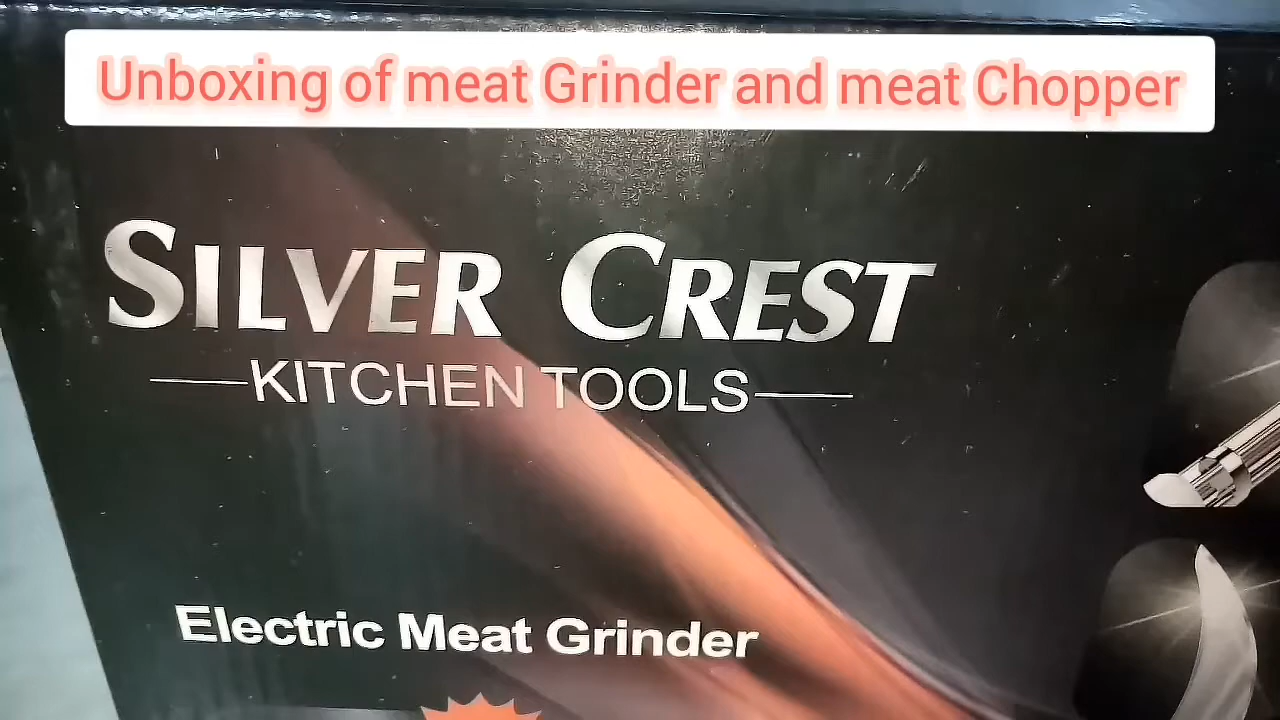 Unboxing of meat Grinder and meat Chopper
SILVER CREST
KITCHEN TOOLS
Electric Meat Grinder